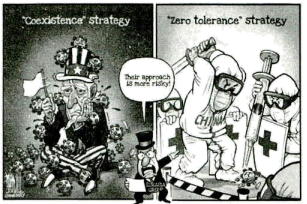 "Coexistence" strategy
"Zero tolerance" strategy
Their approach
is more risky!
CHINA